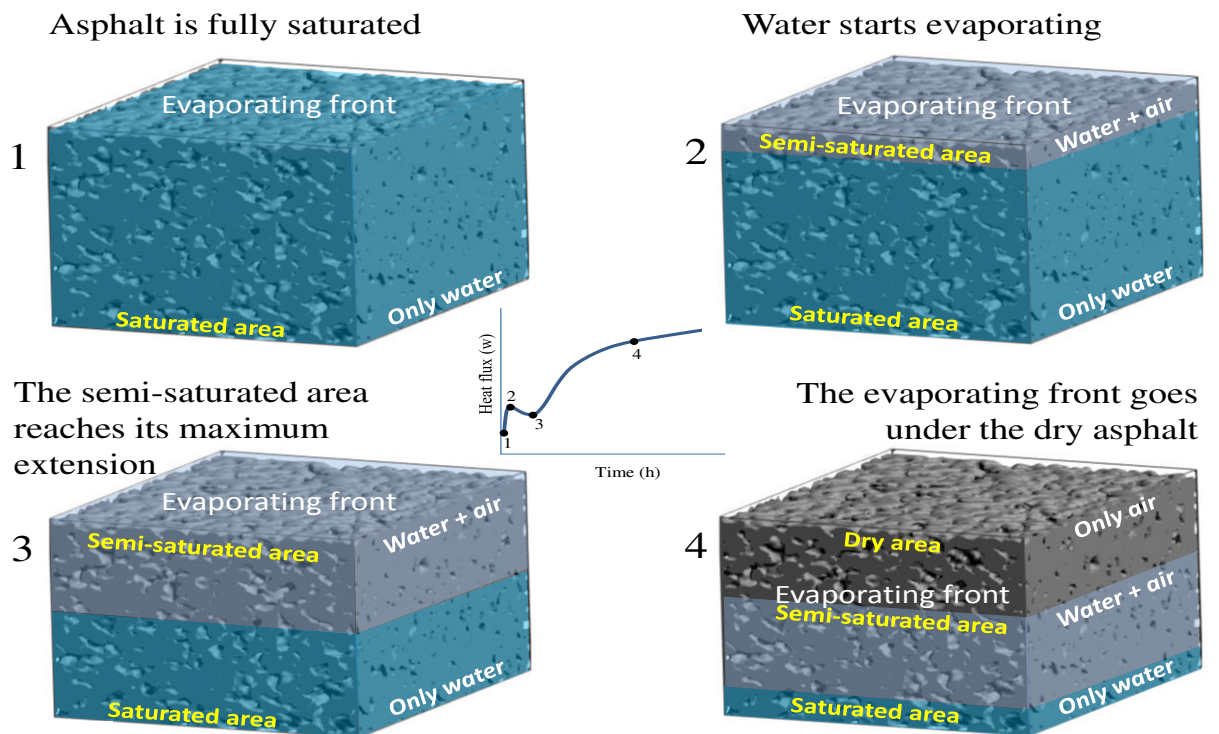 Asphalt is fully saturated
1
Evaporating front
Saturated area
Only water
Water starts evaporating
2
Evaporating front
Semi-saturated area
Water + air
Saturated area
Only water
Heat flux (w)
1
2
3
4
Time (h)
The semi-saturated area
reaches its maximum
extension
3
Evaporating front
Semi-saturated area
Water + air
Saturated area
Only water
The evaporating front goes
under the dry asphalt
4
Dry area
Only air
Evaporating front
Semi-saturated area
Water + air
Saturated area
Only water